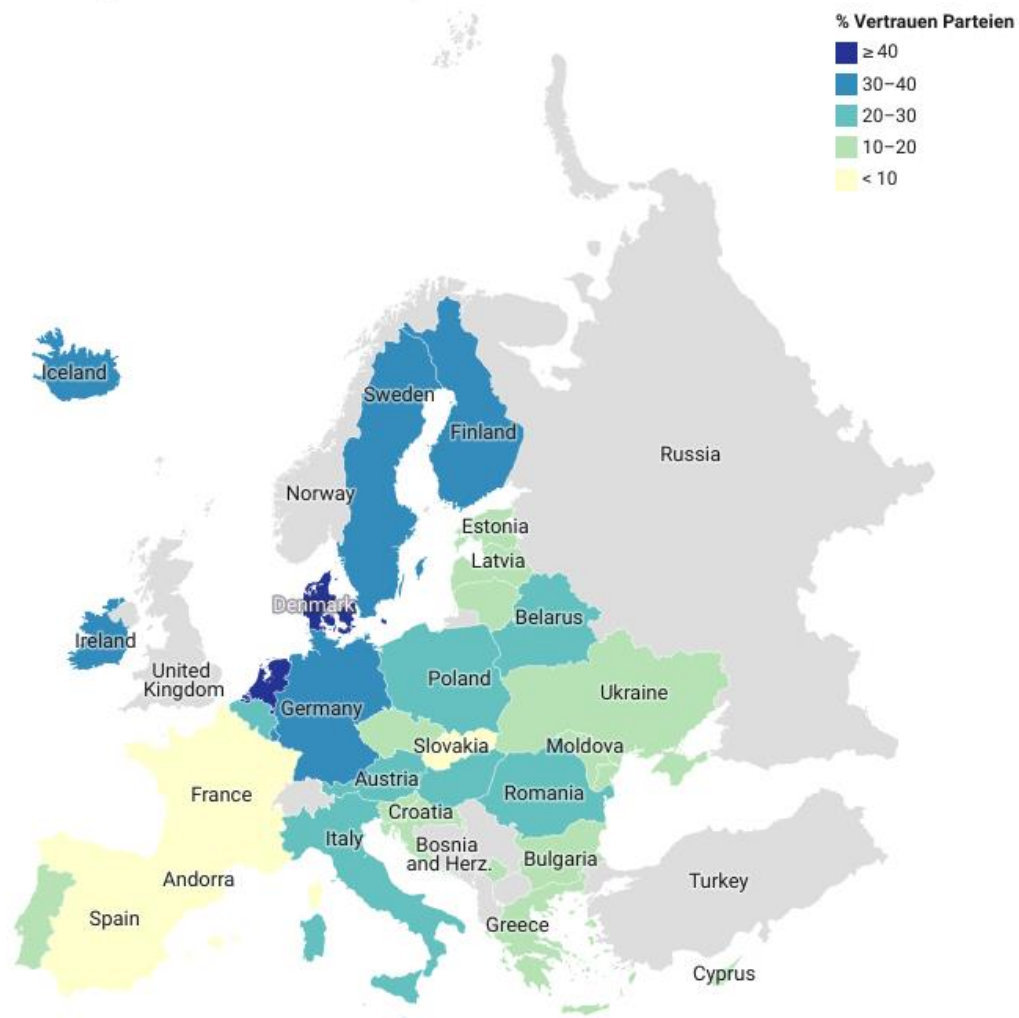 % Vertrauen Parteien
≥ 40
30–40
20–30
10–20
< 10
Iceland
Sweden
Finland
Russia
Norway
Estonia
Latvia
Denmark
Belarus
Ireland
United
Kingdom
Poland
Ukraine
Germany
Slovakia
Moldova
Austria
France
Romania
Croatia
Italy
Bosnia
and Herz.
Bulgaria
Andorra
Turkey
Spain
Greece
Cyprus